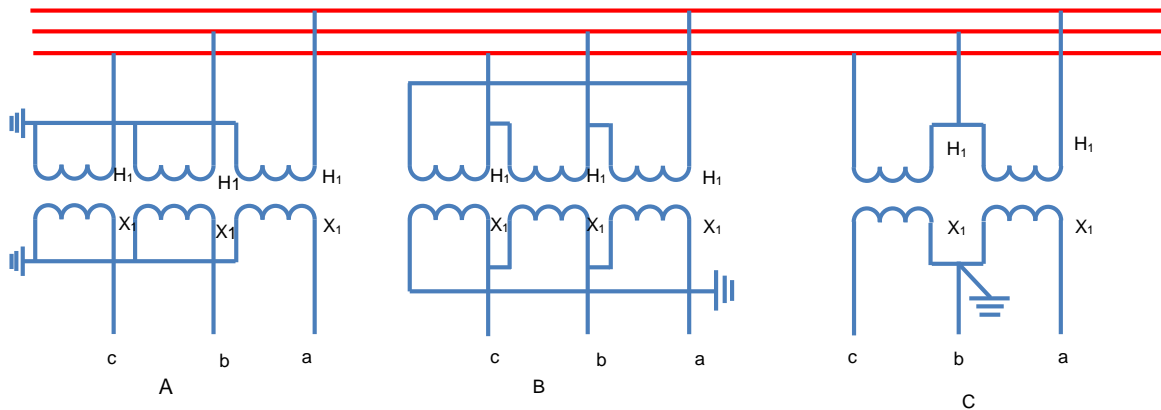 H₁ H₁ H₁ H₁ H₁ H₁ H₁ H₁
X₁ X1 X₁ X₁ X₁ X₁ X₁ X₁
c b a c b a c b a
A B C